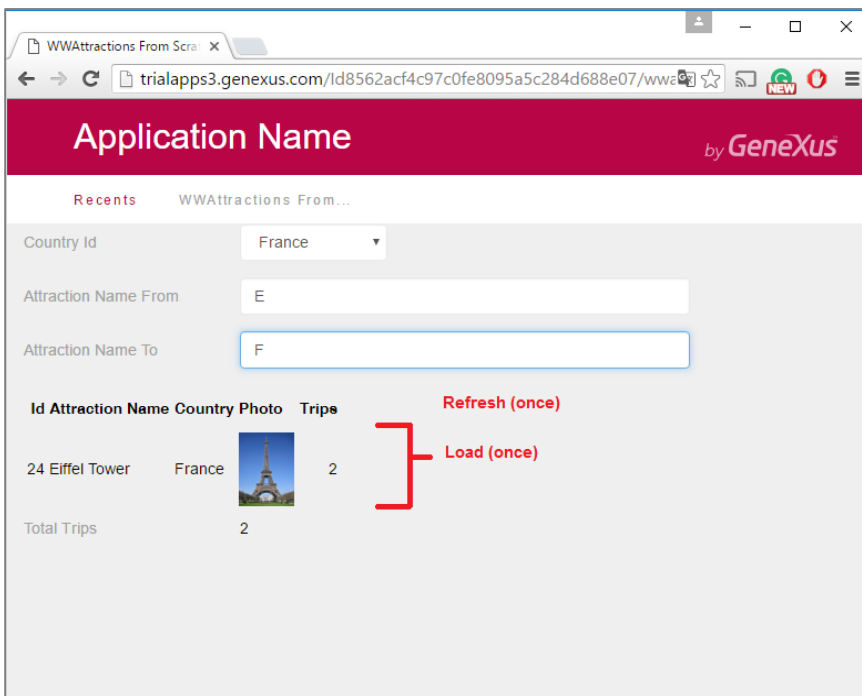 WWAttractions From Scra
trialapps3.genexus.com/Id8562acf4c97c0fe8095a5c284d688e07/wwa
NEW
Application Name
by GeneXus
Recents WWAttractions From...
Country Id France
Attraction Name From E
Attraction Name To F
Id Attraction Name Country Photo Trips Refresh (once)
Load (once)
24 Eiffel Tower France 2
Total Trips 2